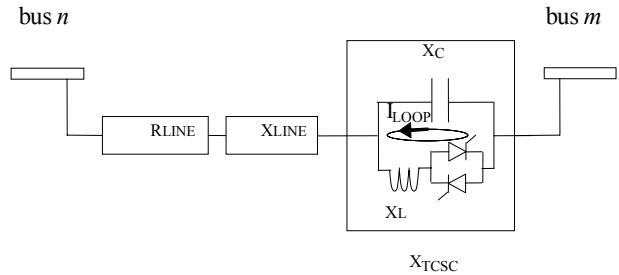 bus n
bus m
XC
ILOOP
RLINE
XLINE
XL
XTCSC